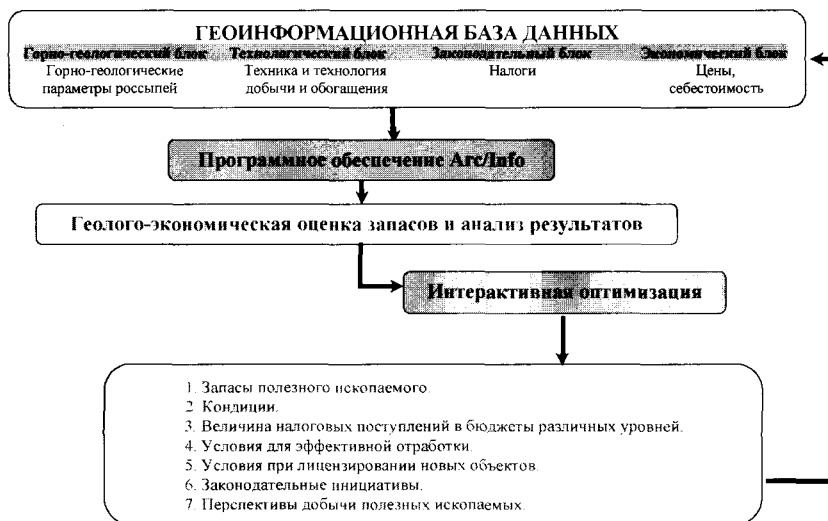 ГЕОИНФОРМАЦИОННАЯ БАЗА ДАННЫХ
Горно-геологический блок Технологический блок Законодательный блок Экономический блок
Горно-геологические Техника и технология Налоги Цены,
параметры россыпей добычи и обогащения себестоимость
Программное обеспечение Arc/Info
Геолого-экономическая оценка запасов и анализ результатов
Интерактивная оптимизация
1. Запасы полезного ископаемого.
2. Кондиции.
3. Величина налоговых поступлений в бюджеты различных уровней.
4. Условия для эффективной отработки.
5. Условия при лицензировании новых объектов.
6. Законодательные инициативы.
7. Перспективы добычи полезных ископаемых.